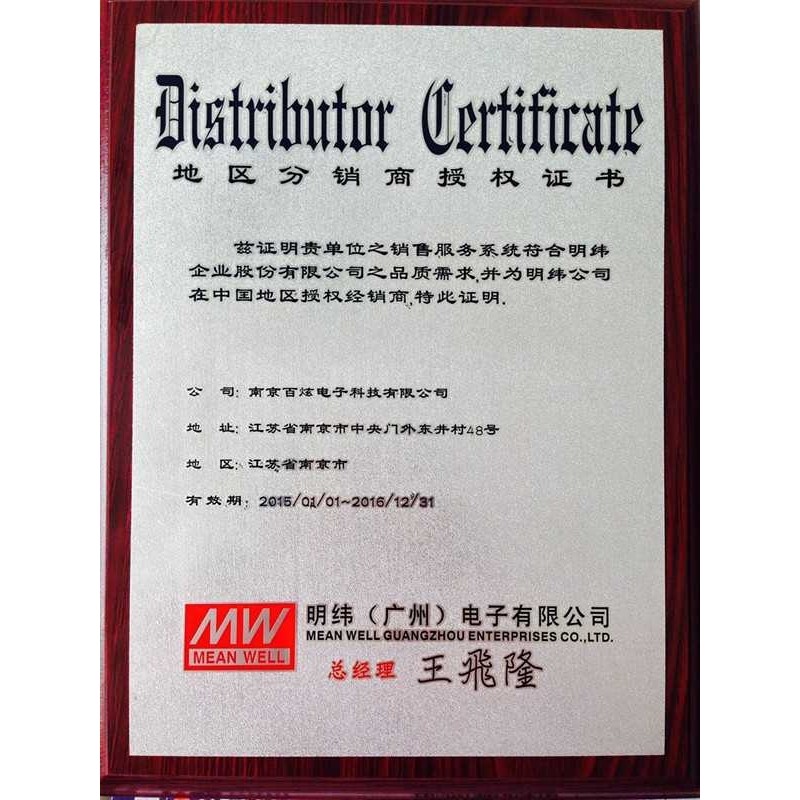 Distributor Certificate
地区分销商授权证书
兹证明贵单位之销售服务系统符合明纬
企业股份有限公司之品质需求,并为明纬公司
在中国地区授权经销商,特此证明.
公 司: 南京百炫电子科技有限公司
地 址: 江苏省南京市中央门外东井村48号
地 区: 江苏省南京市
有效期: 2015/01/01~2016/12/31
MW
MEAN WELL
明纬（广州）电子有限公司
MEAN WELL GUANGZHOU ENTERPRISES CO.,LTD.
总经理 王飛隆